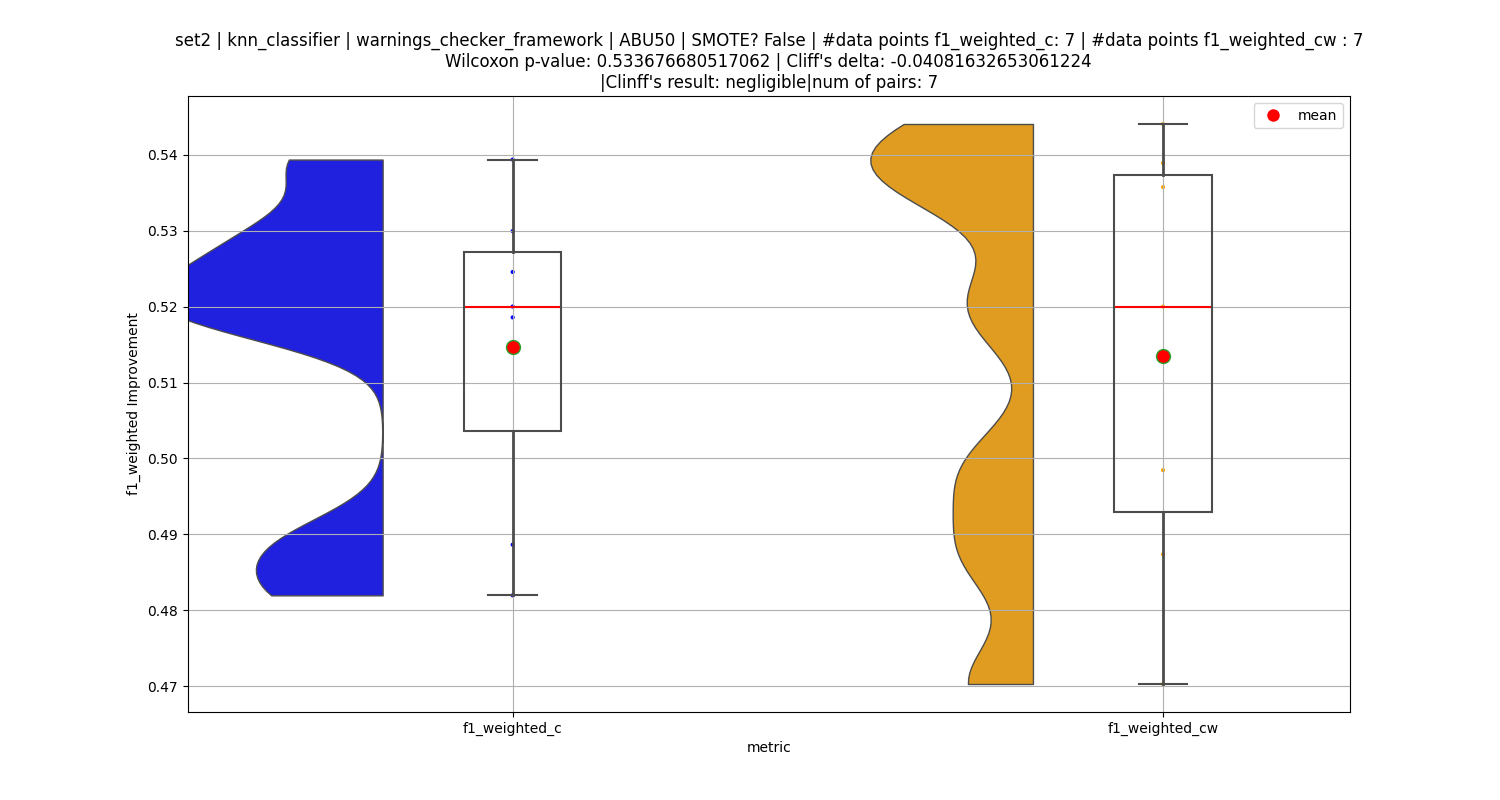 set2 | knn_classifier | warnings_checker_framework | ABU50 | SMOTE? False | #data points f1_weighted_c: 7 | #data points f1_weighted_cw : 7
Wilcoxon p-value: 0.533676680517062 | Cliff's delta: -0.04081632653061224
|Clinff's result: negligible|num of pairs: 7
mean
0.54
0.53
0.52
0.51
0.50
0.49
0.48
0.47
f1_weighted Improvement
f1_weighted_c
f1_weighted_cw
metric